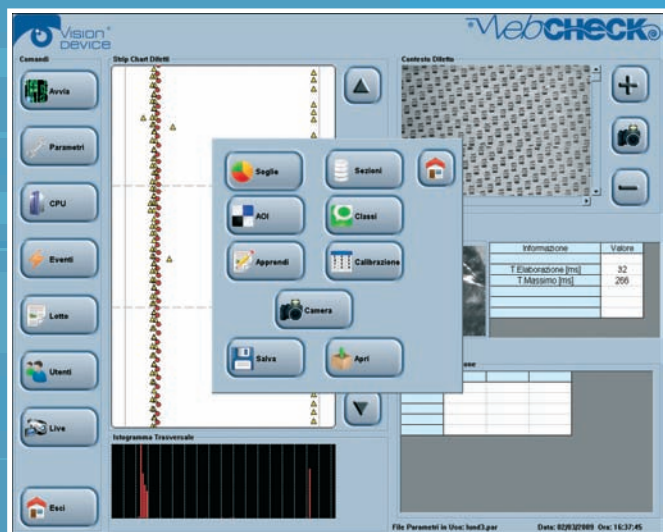 Vision
DEVICE
WebCHECK
Comandi
Strip Chart Difetti
Contesto Difetto
Avvia
Parametri
CPU
Eventi
Lotto
Utenti
Live
Esci
Soglie
Sezioni
AOI
Classi
Apprendi
Calibrazione
Camera
Salva
Apri
Informazione Valore
T.Elaborazione [ms] 32
T.Massimo [ms] 266
Istogramma Trasversale
File Parametri in Uso: lund3.par Data: 02/03/2009 Ora: 16:37:45